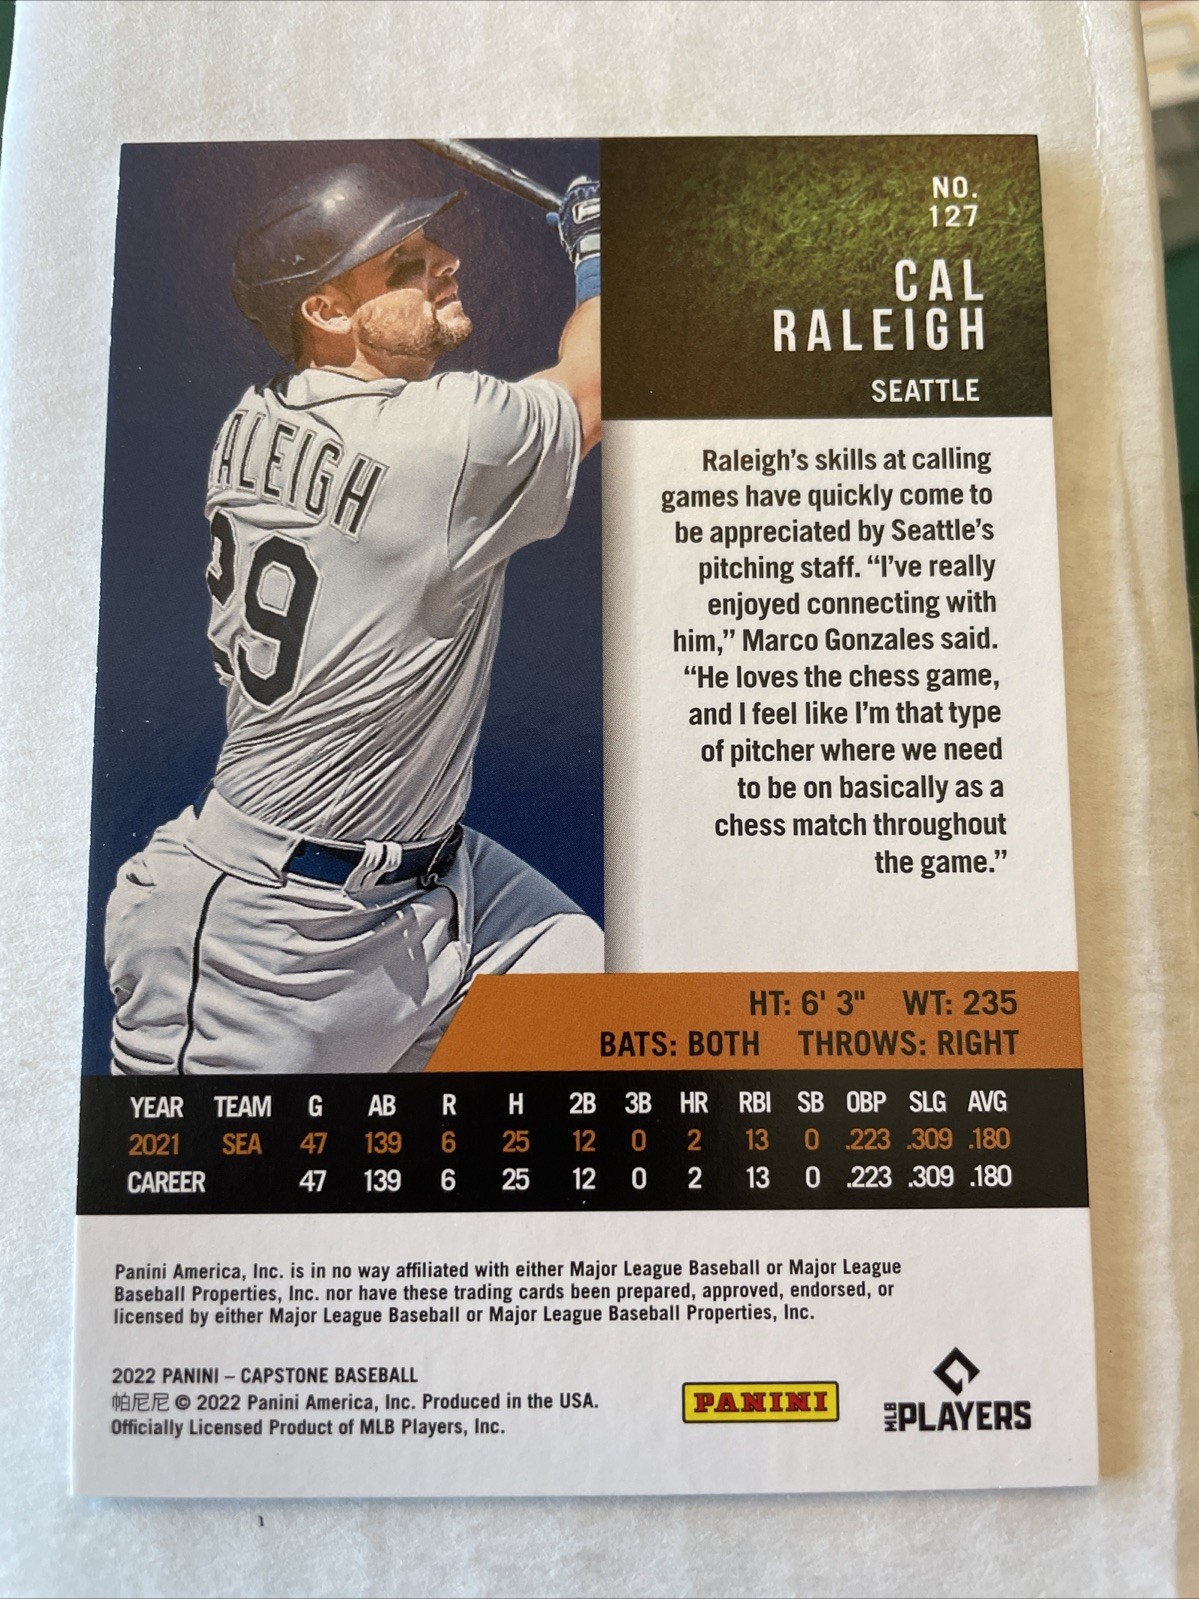 NO.
127
CAL
RALEIGH
SEATTLE
ALEIGH
29
Raleigh's skills at calling
games have quickly come to
be appreciated by Seattle's
pitching staff. “I've really
enjoyed connecting with
him,” Marco Gonzales said.
“He loves the chess game,
and I feel like I'm that type
of pitcher where we need
to be on basically as a
chess match throughout
the game.”
HT: 6' 3" WT: 235
BATS: BOTH THROWS: RIGHT
YEAR TEAM G AB R H 2B 3B HR RBI SB OBP SLG AVG
2021 SEA 47 139 6 25 12 0 2 13 0 .223 .309 .180
CAREER 47 139 6 25 12 0 2 13 0 .223 .309 .180
Panini America, Inc. is in no way affiliated with either Major League Baseball or Major League
Baseball Properties, Inc. nor have these trading cards been prepared, approved, endorsed, or
licensed by either Major League Baseball or Major League Baseball Properties, Inc.
2022 PANINI – CAPSTONE BASEBALL
帕尼尼 © 2022 Panini America, Inc. Produced in the USA.
Officially Licensed Product of MLB Players, Inc.
PANINI
MLB PLAYERS